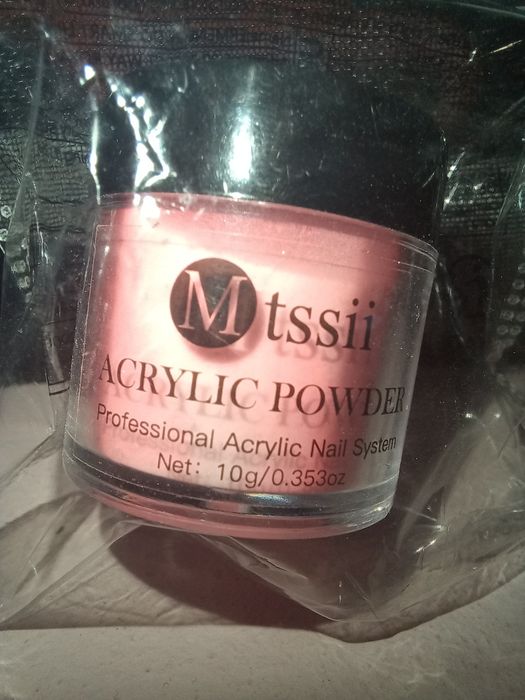 Mtssii
ACRYLIC POWDER
Professional Acrylic Nail System
Net: 10g/0.353oz